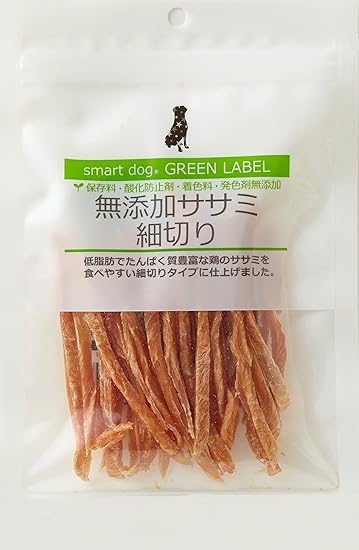 smart dog® GREEN LABEL
保存料・酸化防止剤・着色料・発色剤無添加
無添加ササミ
細切り
低脂肪でたんぱく質豊富な鶏のササミを
食べやすい細切りタイプに仕上げました。